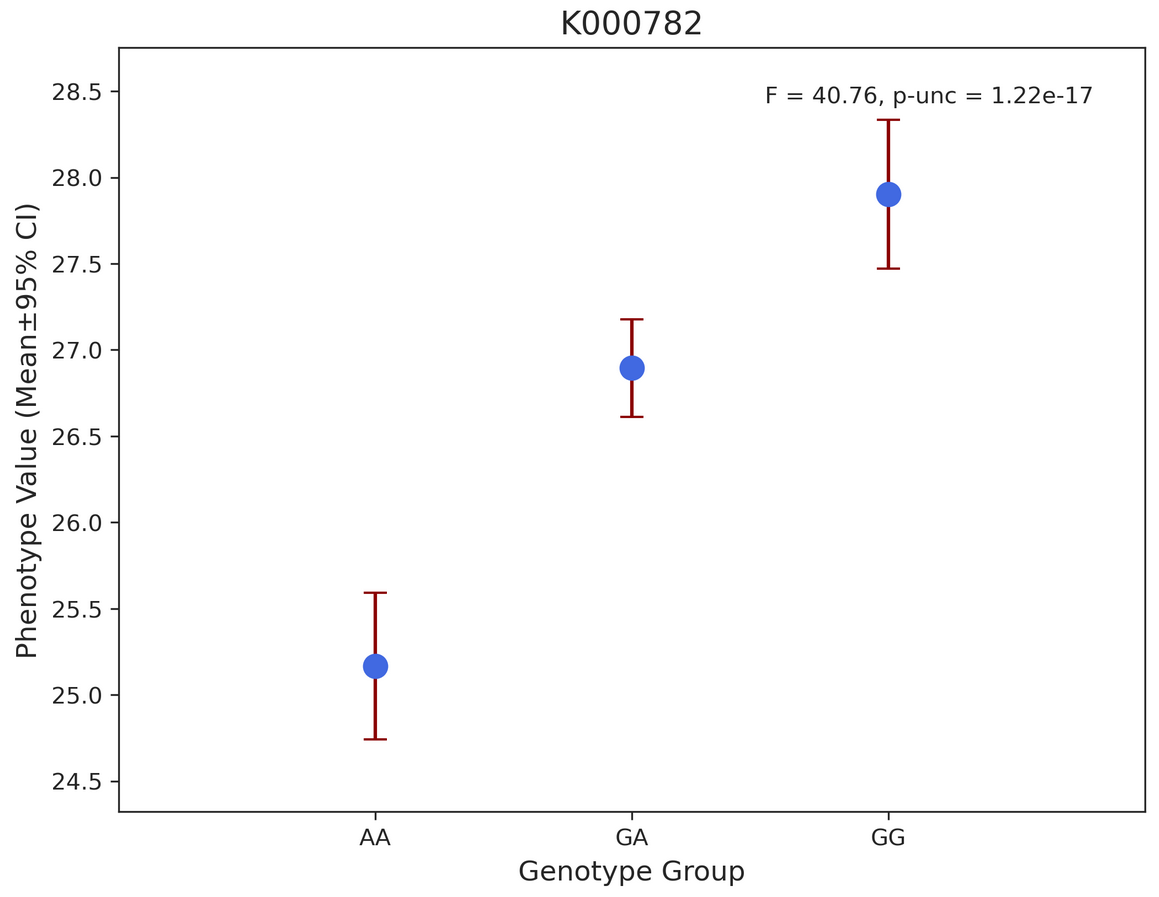 K000782
F = 40.76, p-unc = 1.22e-17
Phenotype Value (Mean±95% CI)
28.5
28.0
27.5
27.0
26.5
26.0
25.5
25.0
24.5
AA GA GG
Genotype Group